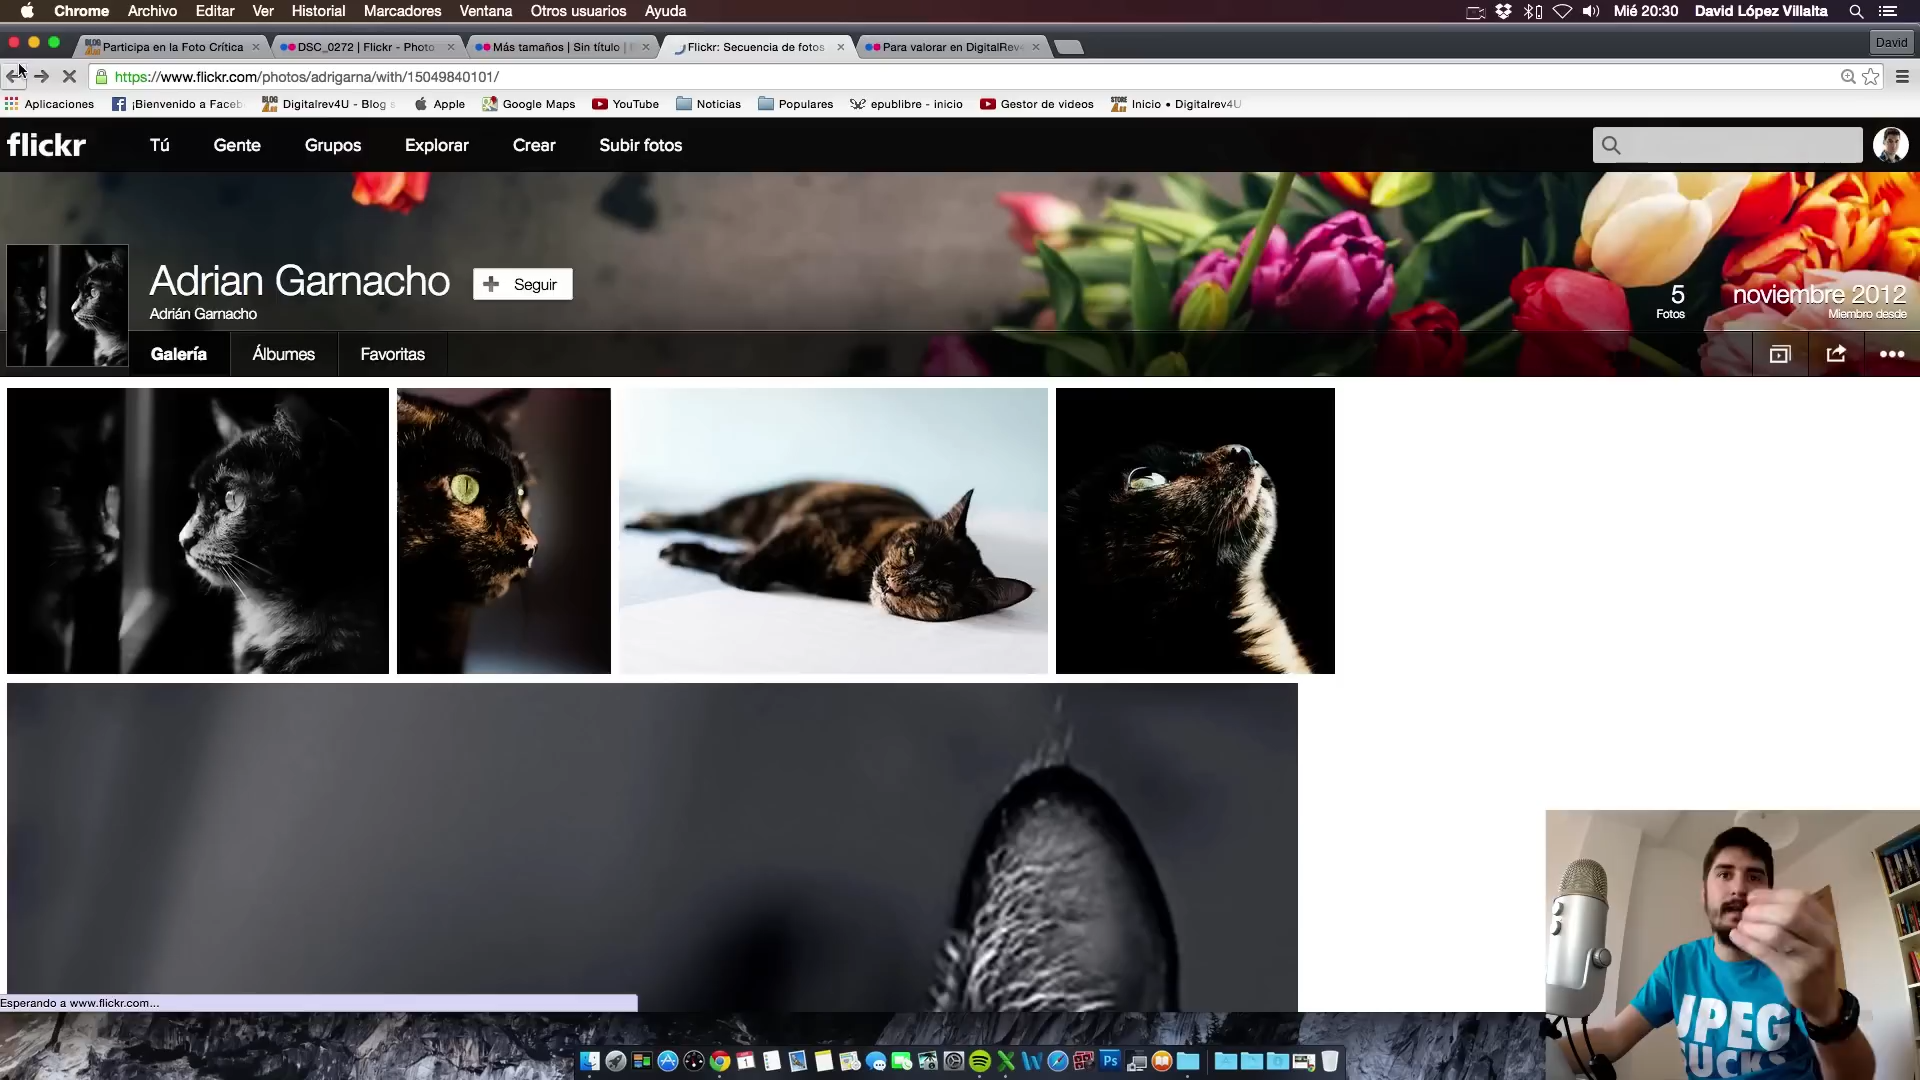 Chrome Archivo Editar Ver Historial Marcadores Ventana Otros usuarios Ayuda Mié 20:30 David López Villalta
Participa en la Foto Crítica DSC_0272 | Flickr - Photo Más tamaños | Sin título | Flickr: Secuencia de fotos Para valorar en DigitalRev David
https://www.flickr.com/photos/adrigarna/with/15049840101/
Aplicaciones ¡Bienvenido a Faceb Digitalrev4U - Blog Apple Google Maps YouTube Noticias Populares epublibre - inicio Gestor de videos Inicio • Digitalrev4U
flickr Tú Gente Grupos Explorar Crear Subir fotos
Adrian Garnacho + Seguir
Adrián Garnacho
5 noviembre 2012
Fotos Miembro desde
Galería Álbumes Favoritas
Esperando a www.flickr.com...
JPEG
SUCKS
Ps